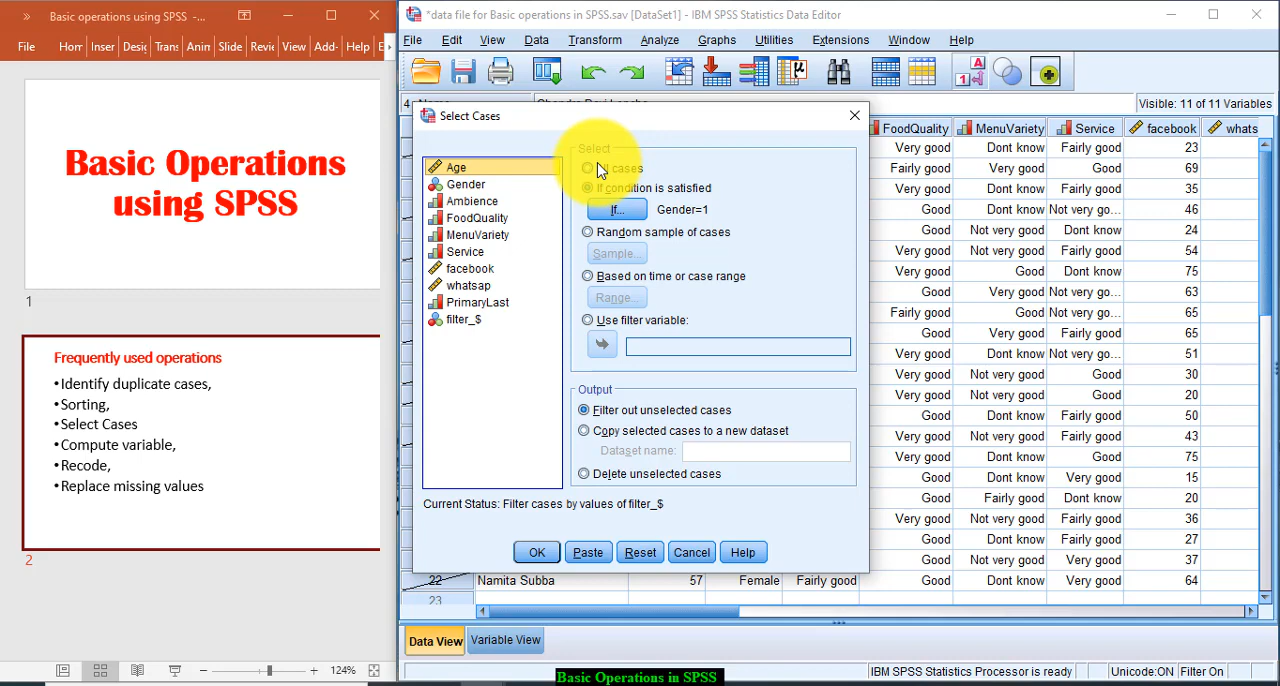 Basic operations using SPSS -...
File Horr Inser Desig Trans Anin Slide Revie View Add- Help
Basic Operations
using SPSS
1
Frequently used operations
•Identify duplicate cases,
•Sorting,
•Select Cases
•Compute variable,
•Recode,
•Replace missing values
2
124%
*data file for Basic operations in SPSS.sav [DataSet1] - IBM SPSS Statistics Data Editor
File Edit View Data Transform Analyze Graphs Utilities Extensions Window Help
Visible: 11 of 11 Variables
Select Cases
Age
Gender
Ambience
FoodQuality
MenuVariety
Service
facebook
whatsap
PrimaryLast
filter_$
Select
cases
If condition is satisfied
If... Gender=1
Random sample of cases
Sample...
Based on time or case range
Range...
Use filter variable:
Output
Filter out unselected cases
Copy selected cases to a new dataset
Dataset name:
Delete unselected cases
Current Status: Filter cases by values of filter_$
OK Paste Reset Cancel Help
FoodQuality MenuVariety Service facebook whats
Very good Dont know Fairly good 23
Fairly good Very good Good 69
Very good Dont know Fairly good 35
Good Not very good Not very goo... 46
Good Not very good Dont know 24
Very good Not very good Fairly good 54
Very good Good Dont know 75
Good Very good Not very go... 63
Fairly good Good Not very go... 65
Good Very good Fairly good 65
Very good Dont know Not very go... 51
Very good Not very good Good 30
Good Not very good Good 20
Good Dont know Fairly good 50
Very good Not very good Fairly good 43
Very good Dont know Good 75
Good Dont know Very good 15
Good Fairly good Dont know 20
Very good Not very good Not very go... 36
Good Dont know Fairly good 27
Good Dont know Very good 37
22 Namita Subba 57 Female Fairly good Good Dont know Very good 64
23
Data View Variable View
IBM SPSS Statistics Processor is ready Unicode:ON Filter On
Basic Operations in SPSS